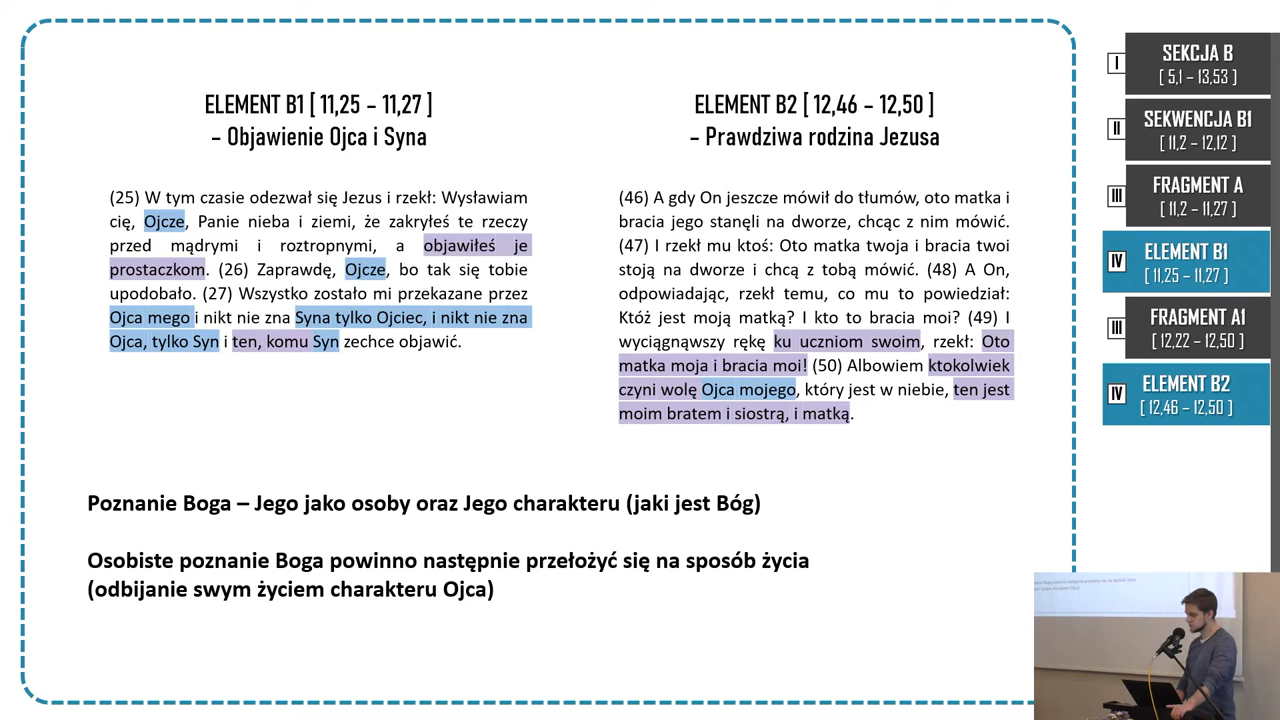 ELEMENT B1 [ 11,25 – 11,27 ]
– Objawienie Ojca i Syna
(25) W tym czasie odezwał się Jezus i rzekł: Wysławiam
cię, Ojcze, Panie nieba i ziemi, że zakryłeś te rzeczy
przed mądrymi i roztropnymi, a objawiłeś je
prostaczkom. (26) Zaprawdę, Ojcze, bo tak się tobie
upodobało. (27) Wszystko zostało mi przekazane przez
Ojca mego i nikt nie zna Syna tylko Ojciec, i nikt nie zna
Ojca, tylko Syn i ten, komu Syn zechce objawić.
ELEMENT B2 [ 12,46 – 12,50 ]
– Prawdziwa rodzina Jezusa
(46) A gdy On jeszcze mówił do tłumów, oto matka i
bracia jego stanęli na dworze, chcąc z nim mówić.
(47) I rzekł mu ktoś: Oto matka twoja i bracia twoi
stoją na dworze i chcą z tobą mówić. (48) A On,
odpowiadając, rzekł temu, co mu to powiedział:
Któż jest moją matką? I kto to bracia moi? (49) I
wyciągnąwszy rękę ku uczniom swoim, rzekł: Oto
matka moja i bracia moi! (50) Albowiem ktokolwiek
czyni wolę Ojca mojego, który jest w niebie, ten jest
moim bratem i siostrą, i matką.
Poznanie Boga – Jego jako osoby oraz Jego charakteru (jaki jest Bóg)
Osobiste poznanie Boga powinno następnie przełożyć się na sposób życia
(odbijanie swym życiem charakteru Ojca)
I
SEKCJA B
[ 5,1 – 13,53 ]
II
SEKWENCJA B1
[ 11,2 – 12,12 ]
III
FRAGMENT A
[ 11,2 – 11,27 ]
IV
ELEMENT B1
[ 11,25 – 11,27 ]
III
FRAGMENT A1
[ 12,22 – 12,50 ]
IV
ELEMENT B2
[ 12,46 – 12,50 ]